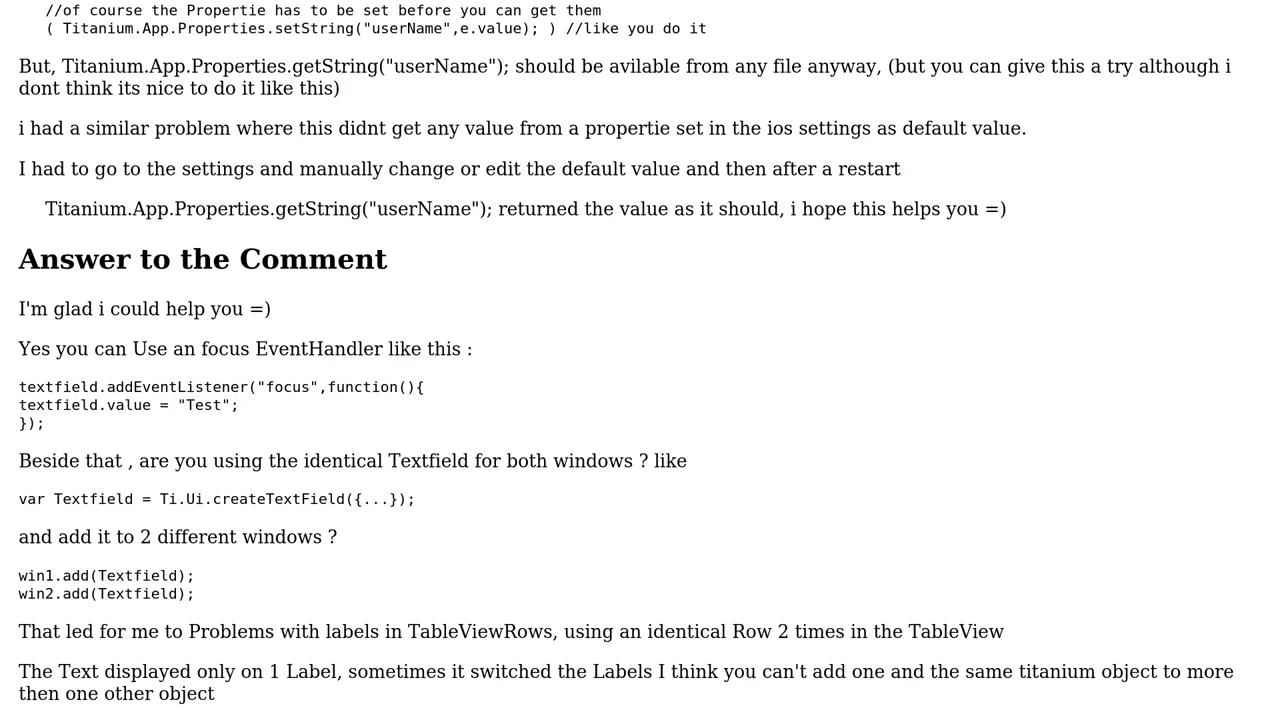 //of course the Propertie has to be set before you can get them
( Titanium.App.Properties.setString("userName",e.value); ) //like you do it
But, Titanium.App.Properties.getString("userName"); should be avilable from any file anyway, (but you can give this a try although i
dont think its nice to do it like this)
i had a similar problem where this didnt get any value from a propertie set in the ios settings as default value.
I had to go to the settings and manually change or edit the default value and then after a restart
Titanium.App.Properties.getString("userName"); returned the value as it should, i hope this helps you =)
Answer to the Comment
I'm glad i could help you =)
Yes you can Use an focus EventHandler like this :
textfield.addEventListener("focus",function(){
textfield.value = "Test";
});
Beside that , are you using the identical Textfield for both windows ? like
var Textfield = Ti.Ui.createTextField({...});
and add it to 2 different windows ?
win1.add(Textfield);
win2.add(Textfield);
That led for me to Problems with labels in TableViewRows, using an identical Row 2 times in the TableView
The Text displayed only on 1 Label, sometimes it switched the Labels I think you can't add one and the same titanium object to more
then one other object